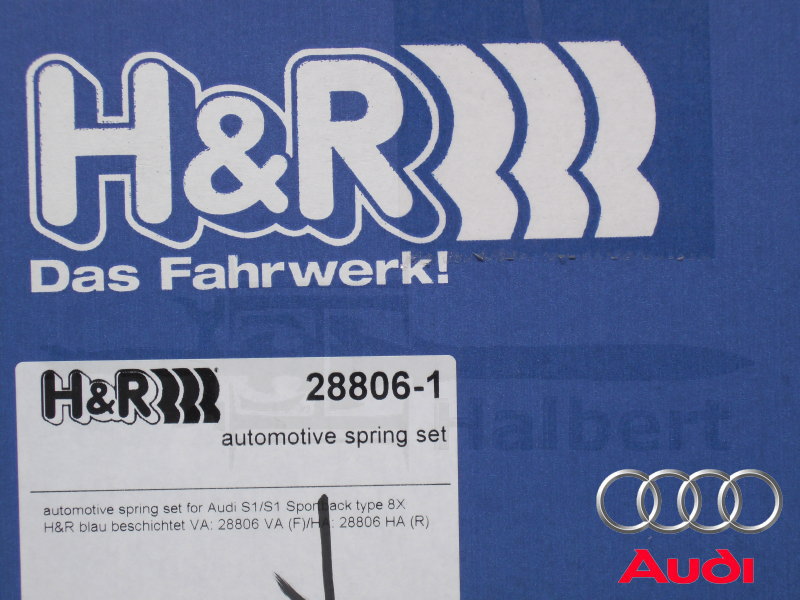 H&R
Das Fahrwerk!
H&R
28806-1
automotive spring set
Halbert
automotive spring set for Audi S1/S1 Sportback type 8X
H&R blau beschichtet VA: 28806 VA (F)/HA: 28806 HA (R)
Audi